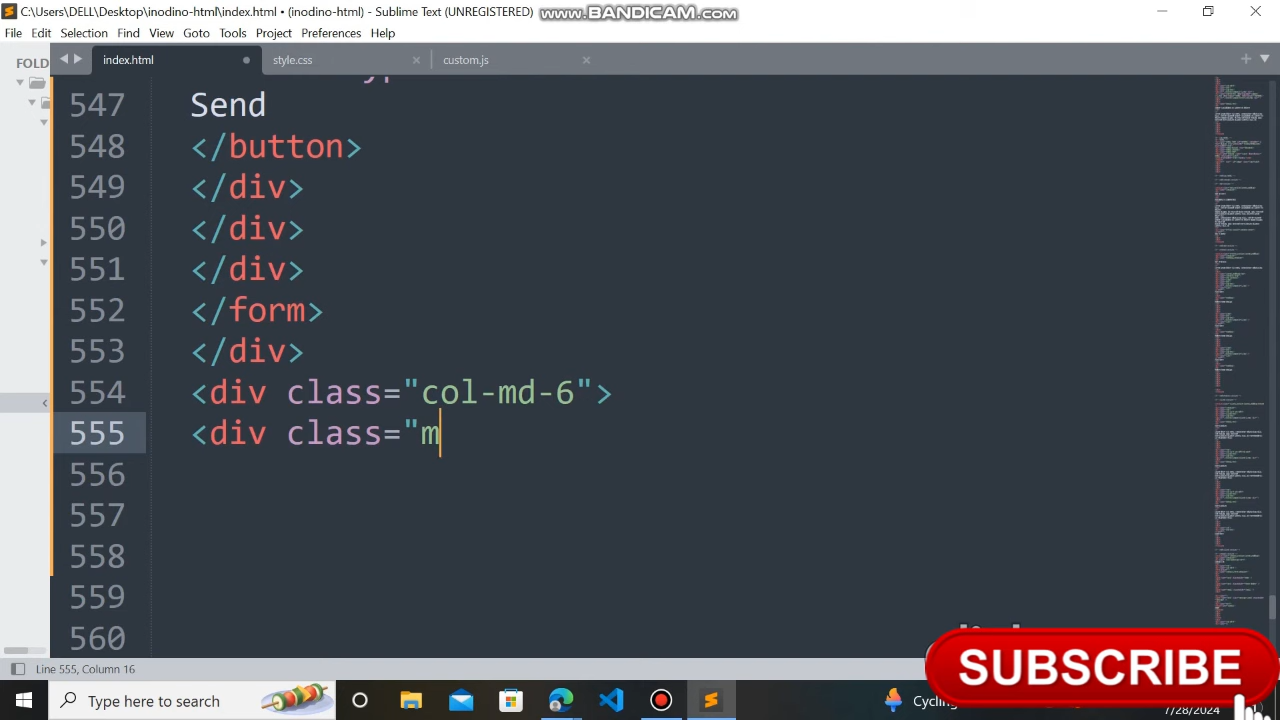 C:\Users\DELL\Desktop\inodino-html\index.html • (inodino-html) - Sublime Text (UNREGISTERED)
www.BANDICAM.com
File Edit Selection Find View Goto Tools Project Preferences Help
FOLD
index.html
style.css
custom.js
547 Send
548 </button>
549 </div>
550 </div>
551 </div>
552 </form>
553 </div>
554 <div class="col-md-6">
555 <div class="m
556
557
558
559
560
SUBSCRIBE
Line 555, Column 16
Type here to search
Cycling
7/28/2024